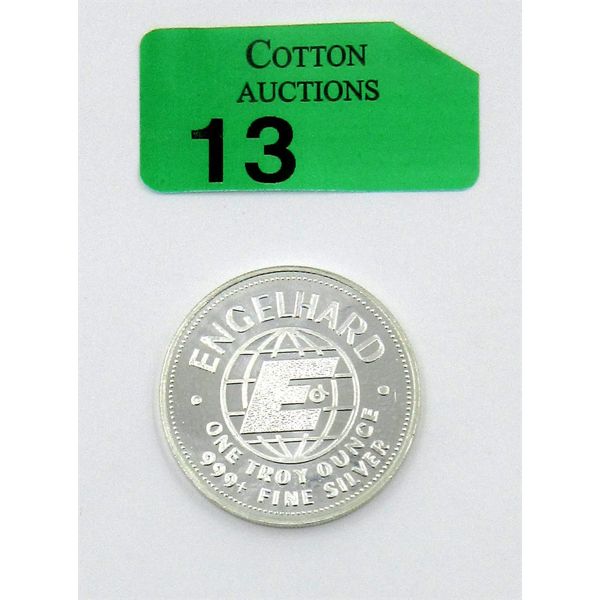 COTTON
AUCTIONS
13
ENGELHARD
E
ONE TROY OUNCE
999+ FINE SILVER